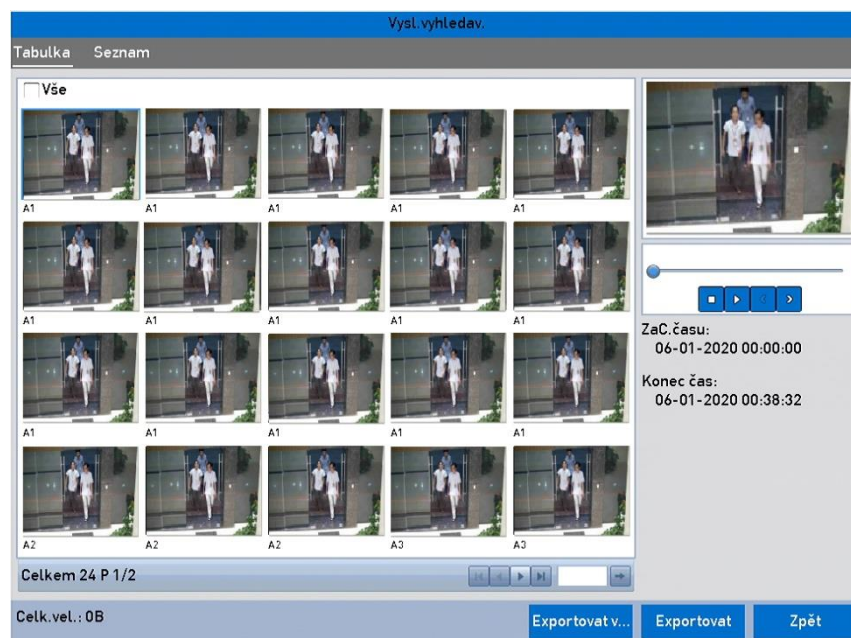 Vysl.vyhledav.
Tabulka Seznam
Vše
A1 A1 A1 A1 A1
A1 A1 A1 A1 A1
A1 A1 A1 A1 A1
A2 A2 A2 A3 A3
ZaC.času:
06-01-2020 00:00:00
Konec čas:
06-01-2020 00:38:32
Celkem 24 P 1/2
Celk.vel.: 0B
Exportovat v... Exportovat Zpět